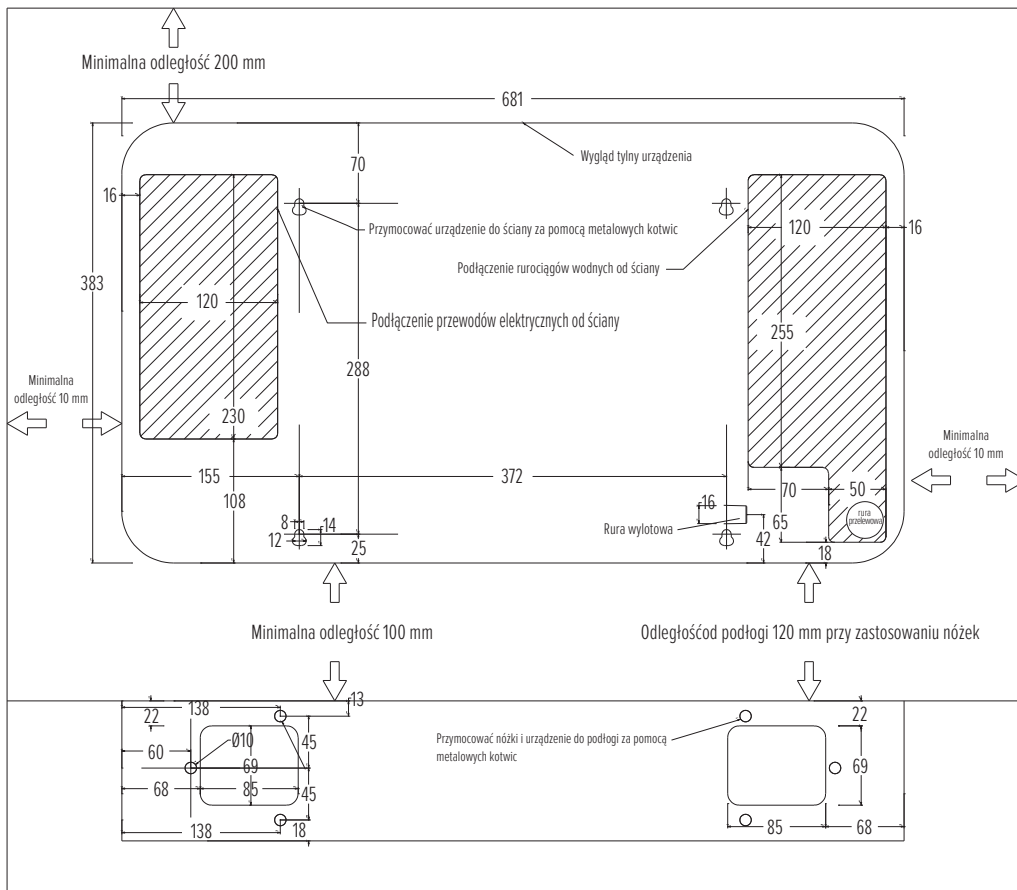 Minimalna odległość 200 mm
681
Wygląd tylny urządzenia
70
16
Przymocować urządzenie do ściany za pomocą metalowych kotwic
120
16
Podłączenie rurociągów wodnych od ściany
383
120
Podłączenie przewodów elektrycznych od ściany
255
288
Minimalna
odległość 10 mm
230
Minimalna
odległość 10 mm
155
372
70
50
108
16
8
14
Rura wylotowa
65
rura
przelewowa
12
25
42
18
Minimalna odległość 100 mm
Odległośćod podłogi 120 mm przy zastosowaniu nóżek
13
138
22
22
60
Ø10
45
Przymocować nóżki i urządzenie do podłogi za pomocą
metalowych kotwic
69
69
68
85
45
85
68
138
18